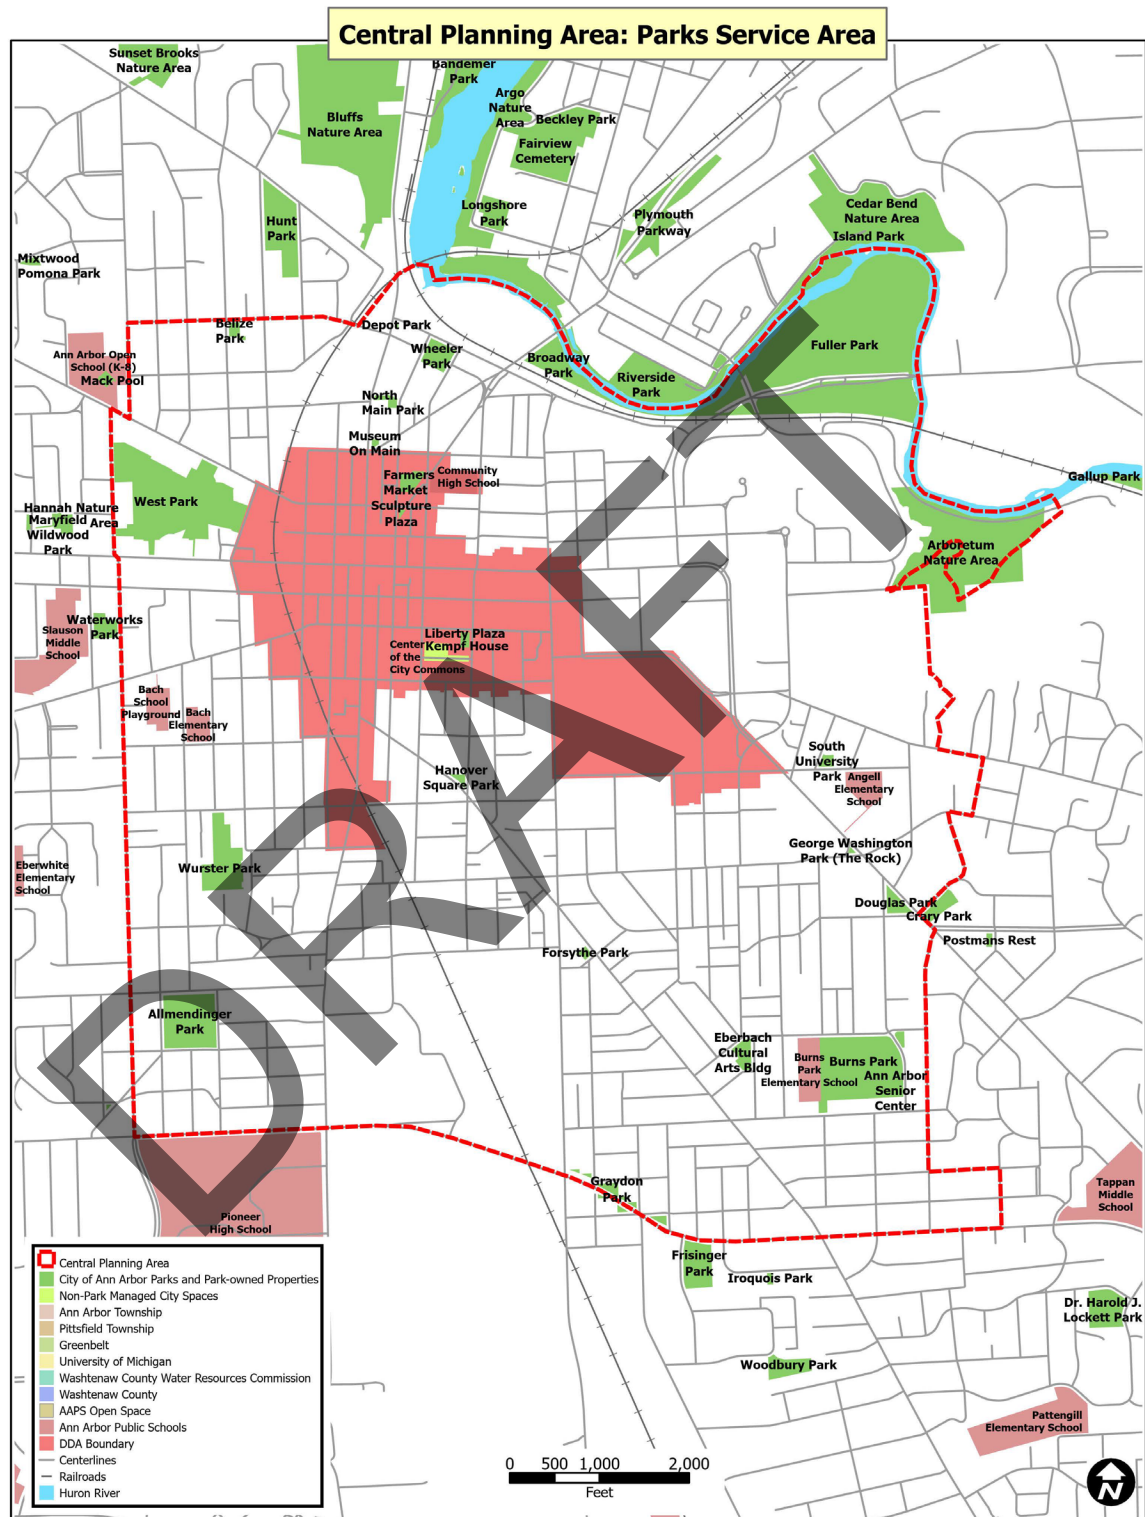 Central Planning Area: Parks Service Area
Sunset Brooks
Nature Area
Bandemer
Park
Argo
Nature
Area
Beckley Park
Bluffs
Nature Area
Fairview
Cemetery
Longshore
Park
Plymouth
Parkway
Cedar Bend
Nature Area
Island Park
Hunt
Park
Mixtwood
Pomona Park
Belize
Park
Depot Park
Wheeler
Park
Ann Arbor Open
School (K-8)
Mack Pool
Broadway
Park
Riverside
Park
Fuller Park
North
Main Park
Museum
On Main
Farmers
Market
Sculpture
Plaza
Community
High School
Gallup Park
West Park
Hannah Nature
Area
Maryfield
Wildwood
Park
Arboretum
Nature Area
Waterworks
Park
Slauson
Middle
School
Liberty Plaza
Kempf House
Center
of the
City Commons
Bach
School
Playground
Bach
Elementary
School
South
University
Park
Angell
Elementary
School
Hanover
Square Park
George Washington
Park (The Rock)
Eberwhite
Elementary
School
Wurster Park
Douglas Park
Crary Park
Postmans Rest
Forsythe Park
Allmendinger
Park
Eberbach
Cultural
Arts Bldg
Burns
Park
Elementary School
Burns Park
Ann Arbor
Senior
Center
Graydon
Park
Tappan
Middle
School
Pioneer
High School
Frisinger
Park
Iroquois Park
Dr. Harold J.
Lockett Park
Woodbury Park
Pattengill
Elementary School
DRAFT
Central Planning Area
City of Ann Arbor Parks and Park-owned Properties
Non-Park Managed City Spaces
Ann Arbor Township
Pittsfield Township
Greenbelt
University of Michigan
Washtenaw County Water Resources Commission
Washtenaw County
AAPS Open Space
Ann Arbor Public Schools
DDA Boundary
Centerlines
Railroads
Huron River
0 500 1,000 2,000
Feet
N